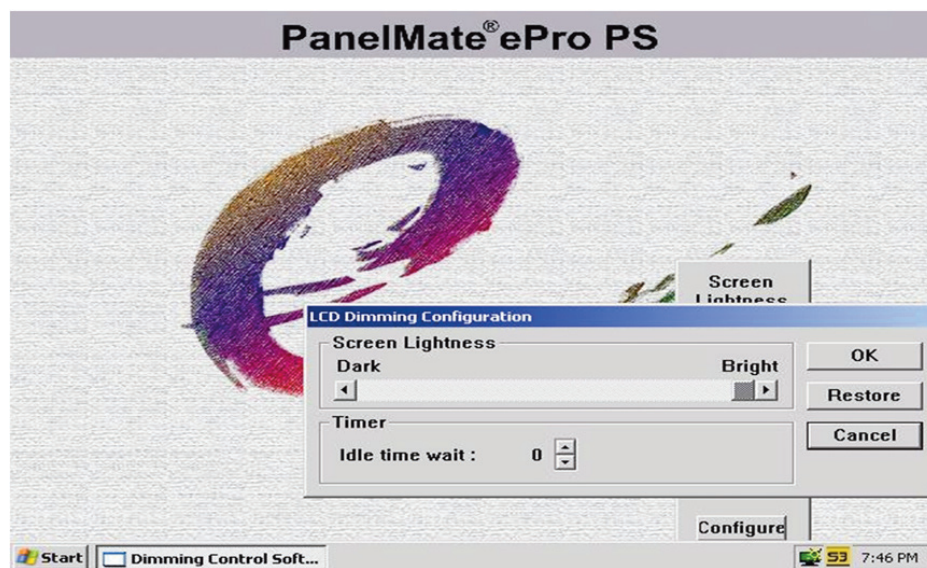 PanelMate® ePro PS
Screen
Lightness
LCD Dimming Configuration
Screen Lightness
Dark Bright
OK
Restore
Timer
Cancel
Idle time wait : 0
Configure
Start Dimming Control Soft... S3 7:46 PM